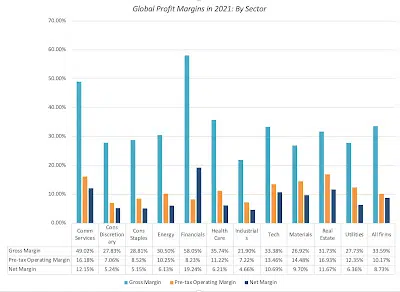 Global Profit Margins in 2021: By Sector
70.00%
60.00%
50.00%
40.00%
30.00%
20.00%
10.00%
0.00%
Comm Services Cons Discretionary Cons Staples Energy Financials Health Care Industrials Tech Materials Real Estate Utilities All firms
Gross Margin 49.02% 27.83% 28.81% 30.50% 58.05% 35.74% 21.90% 33.38% 26.92% 31.73% 27.73% 33.59%
Pre-tax Operating Margin 16.18% 7.06% 8.52% 10.25% 8.23% 11.22% 7.22% 13.46% 14.48% 16.93% 12.35% 10.17%
Net Margin 12.15% 5.24% 5.15% 6.13% 19.24% 6.21% 4.66% 10.69% 9.70% 11.67% 6.36% 8.73%
Gross Margin Pre-tax Operating Margin Net Margin